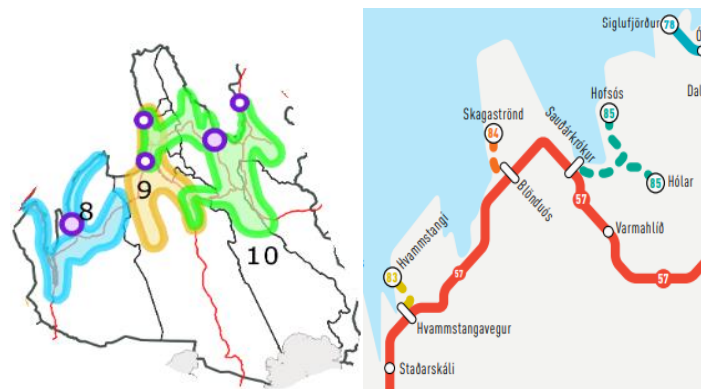 8
9
10
Siglufjörður
78
Ó
Dal
Hofsós
85
Skagaströnd
84
Sauðárkrókur
85
Hólar
Blönduós
57
Varmahlíð
Hvammstangi
83
57
57
Hvammstangavegur
Staðarskáli